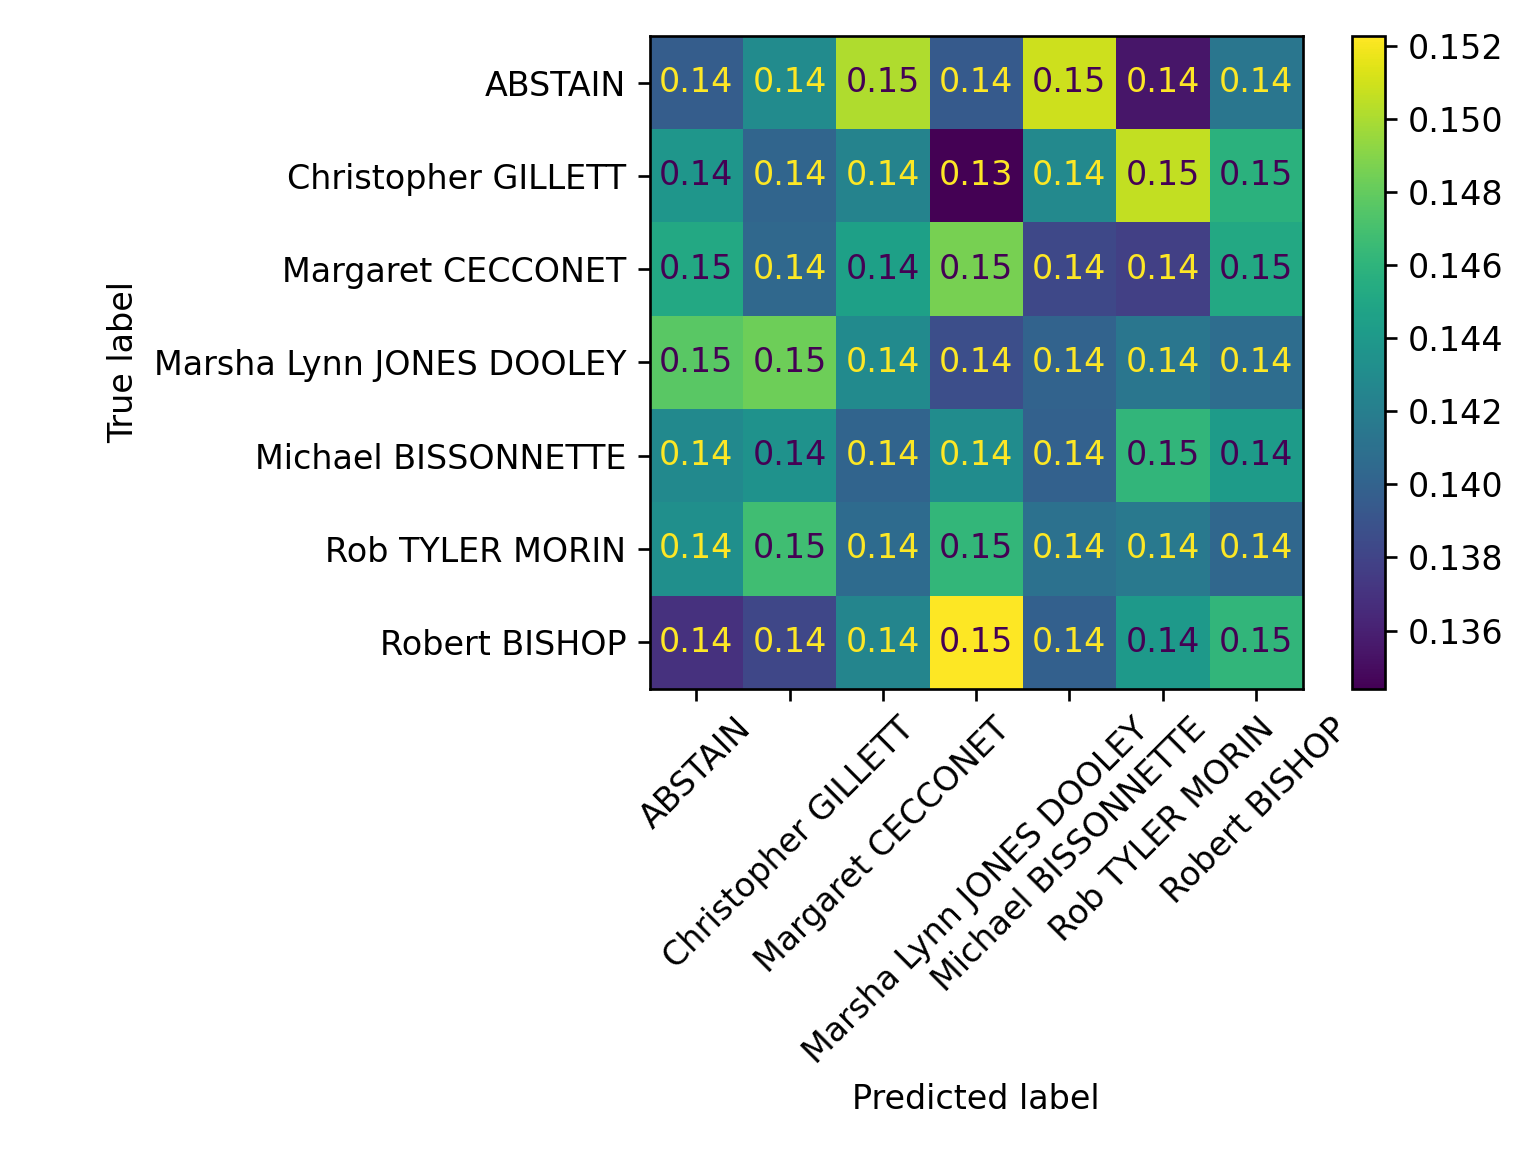 ABSTAIN 0.14 0.14 0.15 0.14 0.15 0.14 0.14
Christopher GILLETT 0.14 0.14 0.14 0.13 0.14 0.15 0.15
Margaret CECCONET 0.15 0.14 0.14 0.15 0.14 0.14 0.15
Marsha Lynn JONES DOOLEY 0.15 0.15 0.14 0.14 0.14 0.14 0.14
Michael BISSONNETTE 0.14 0.14 0.14 0.14 0.14 0.15 0.14
Rob TYLER MORIN 0.14 0.15 0.14 0.15 0.14 0.14 0.14
Robert BISHOP 0.14 0.14 0.14 0.15 0.14 0.14 0.15
True label
ABSTAIN
Christopher GILLETT
Margaret CECCONET
Marsha Lynn JONES DOOLEY
Michael BISSONNETTE
Rob TYLER MORIN
Robert BISHOP
Predicted label
0.152
0.150
0.148
0.146
0.144
0.142
0.140
0.138
0.136